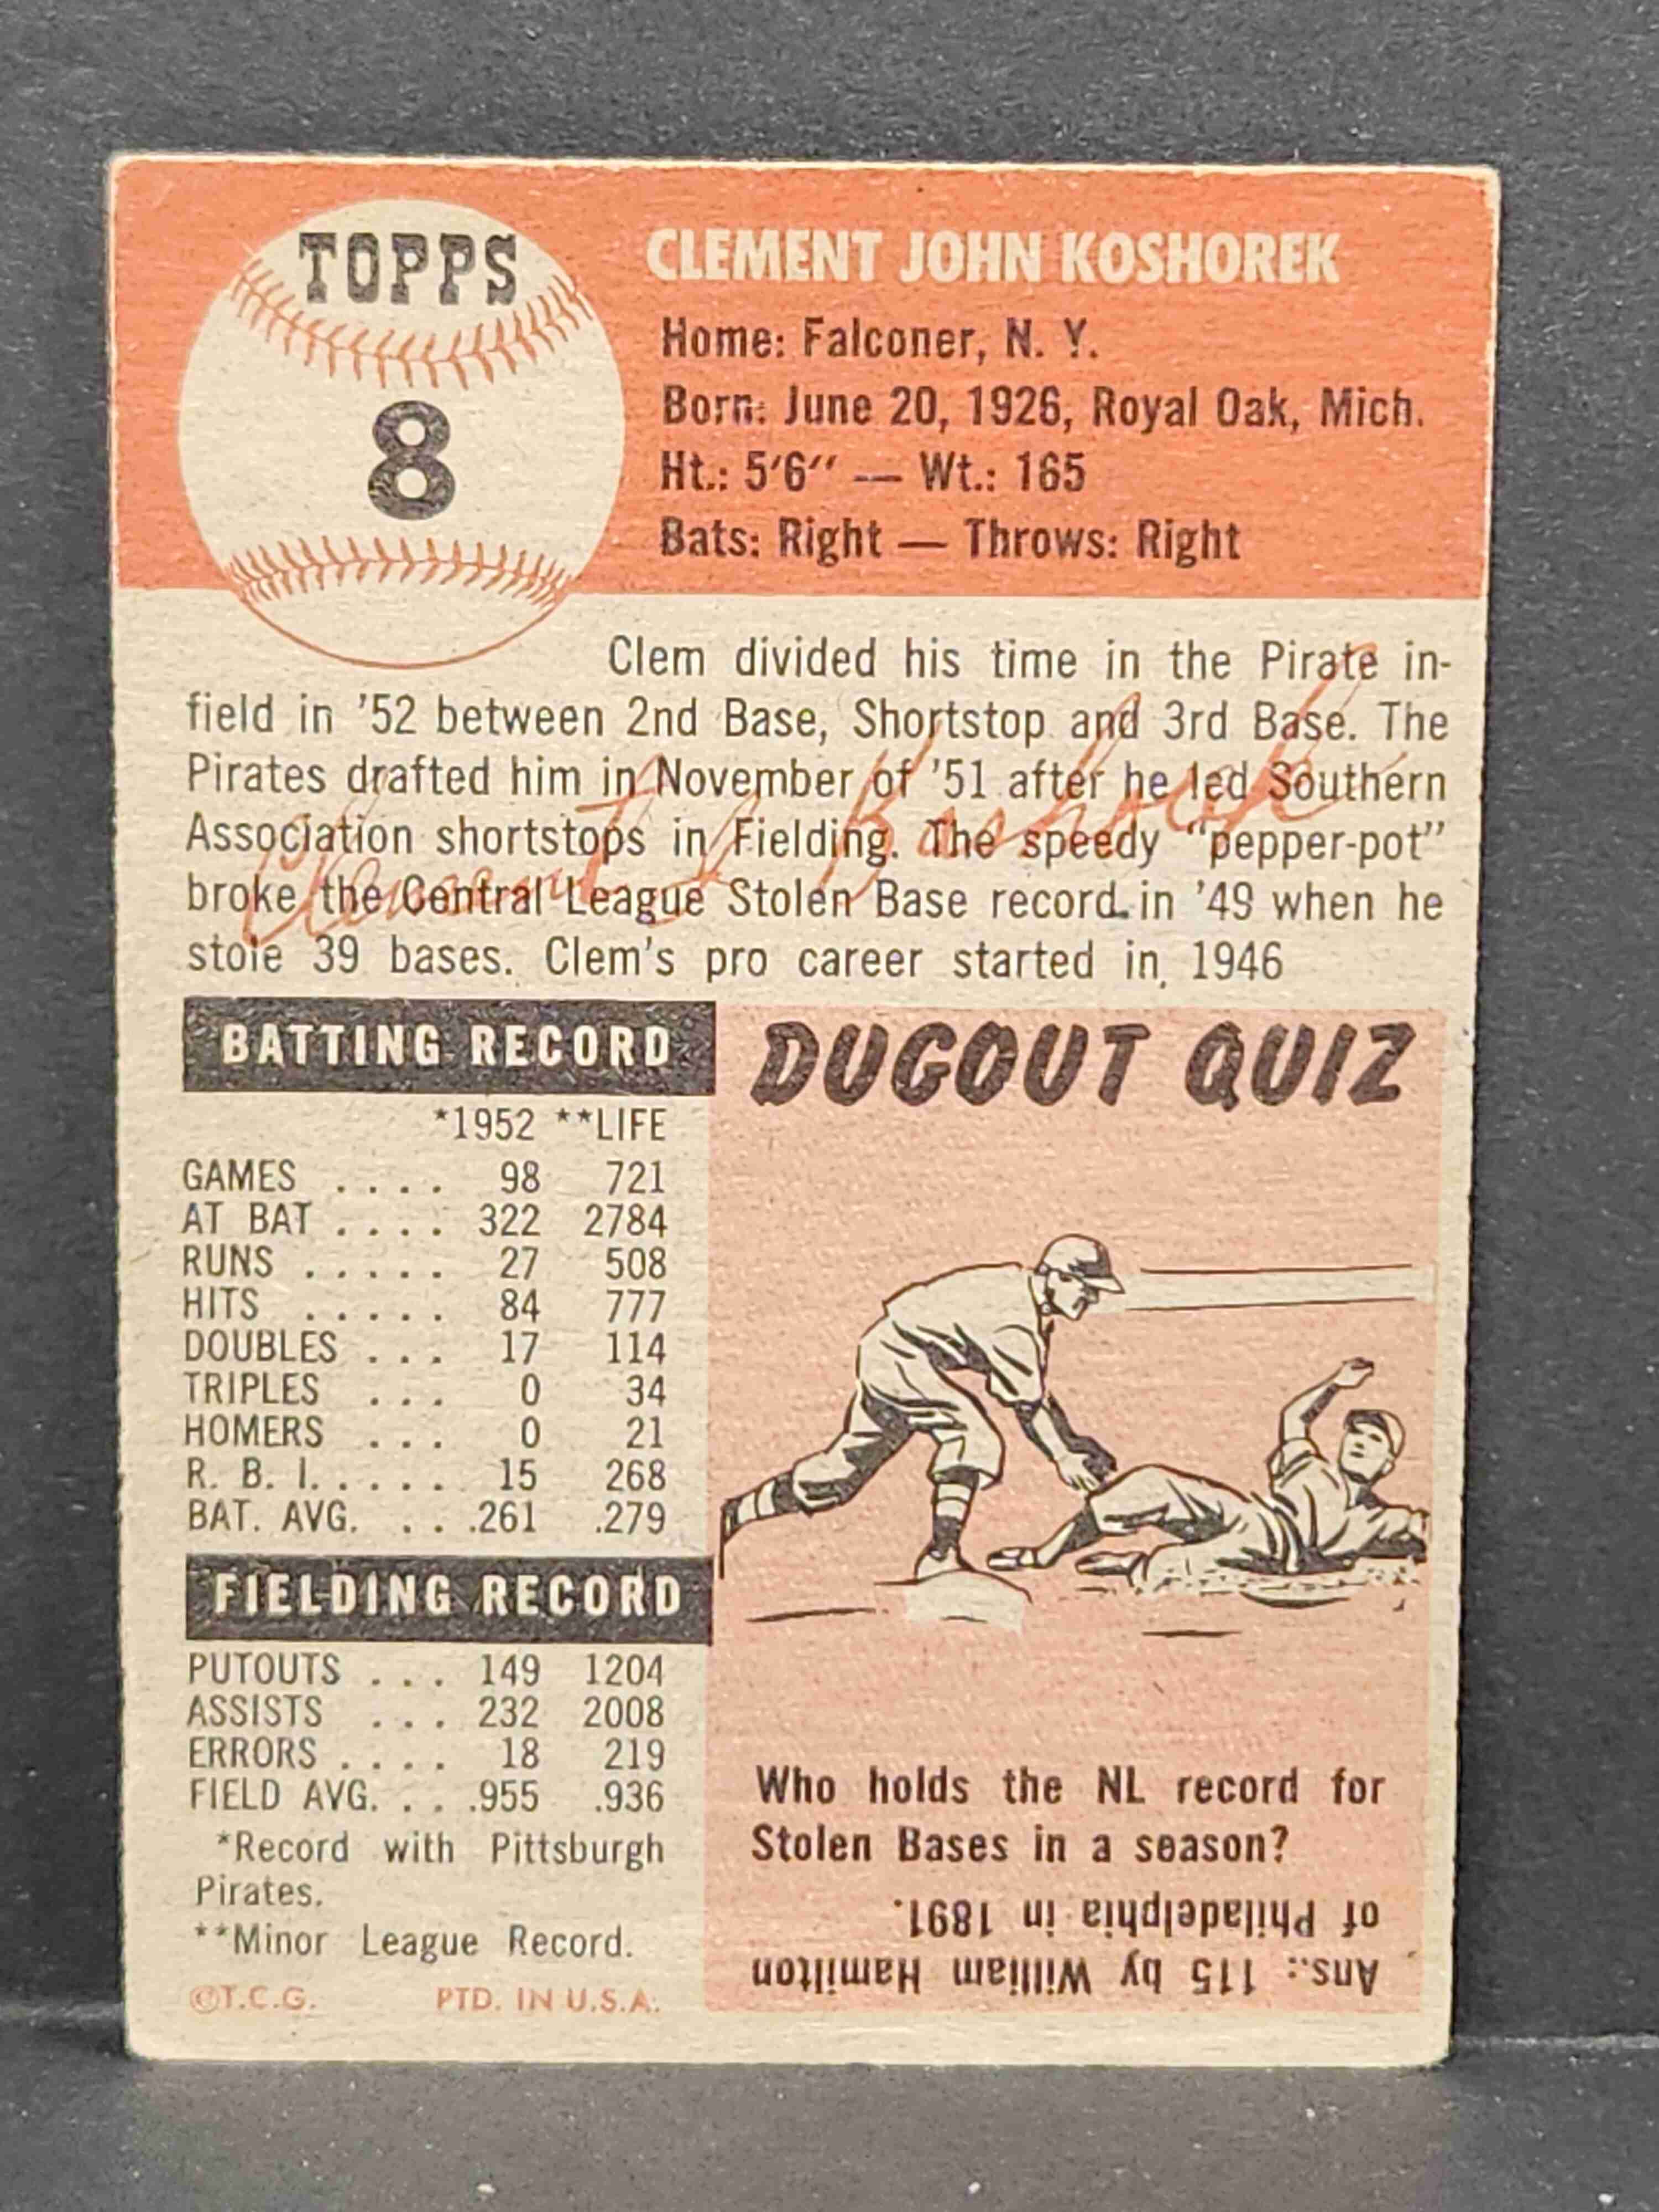 TOPPS
8
CLEMENT JOHN KOSHOREK
Home: Falconer, N. Y.
Born: June 20, 1926, Royal Oak, Mich.
Ht.: 5'6'' — Wt.: 165
Bats: Right — Throws: Right
Clem divided his time in the Pirate in-
field in '52 between 2nd Base, Shortstop and 3rd Base. The
Pirates drafted him in November of '51 after he led Southern
Association shortstops in Fielding. The speedy "pepper-pot"
broke the Central League Stolen Base record in '49 when he
stole 39 bases. Clem's pro career started in 1946
Clement J Koshorek
BATTING RECORD
*1952 **LIFE
GAMES .... 98 721
AT BAT .... 322 2784
RUNS ..... 27 508
HITS ..... 84 777
DOUBLES ... 17 114
TRIPLES ... 0 34
HOMERS ... 0 21
R. B. I. ..... 15 268
BAT. AVG. ... .261 .279
FIELDING RECORD
PUTOUTS ... 149 1204
ASSISTS ... 232 2008
ERRORS .... 18 219
FIELD AVG. ... .955 .936
*Record with Pittsburgh
Pirates.
**Minor League Record.
©T.C.G. PTD. IN U.S.A.
DUGOUT QUIZ
Who holds the NL record for
Stolen Bases in a season?
Ans.: 115 by William Hamilton
of Philadelphia in 1891.